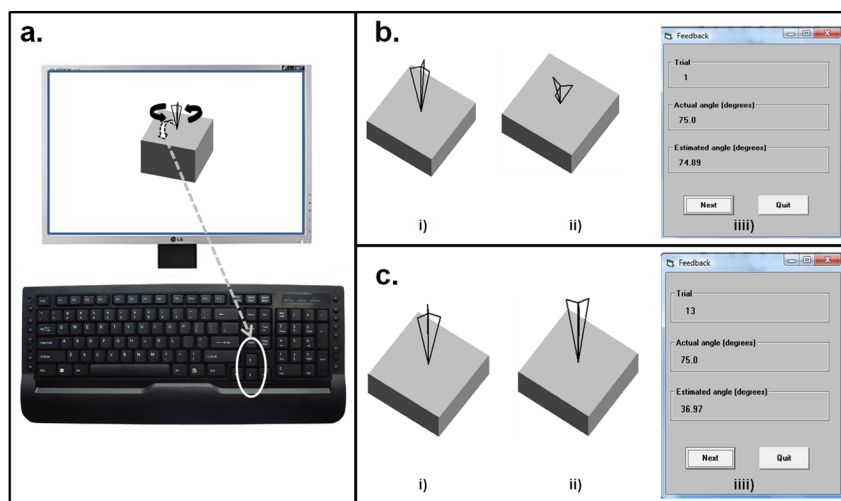 a.
LG
b.
i)
ii)
Feedback
Trial
1
Actual angle (degrees)
75.0
Estimated angle (degrees)
74.89
Next
Quit
iiii)
c.
i)
ii)
Feedback
Trial
13
Actual angle (degrees)
75.0
Estimated angle (degrees)
36.97
Next
Quit
iiii)